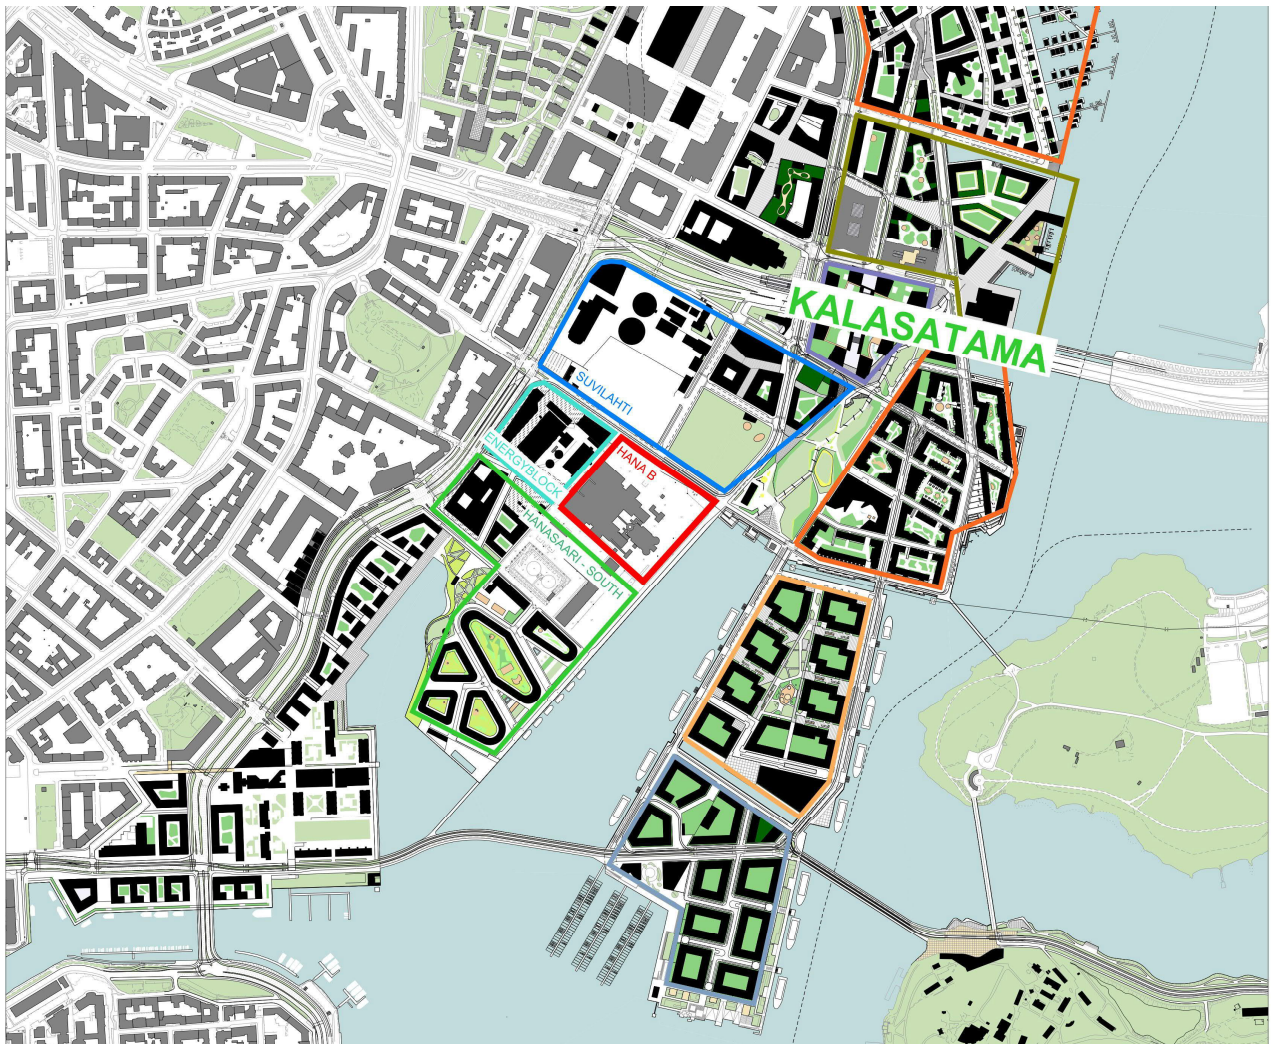 KALASATAMA
SUVILAHTI
ENERGYBLOCK
HANA B
HANASAARI - SOUTH